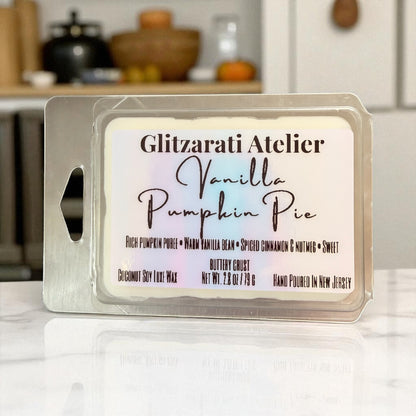 Glitzarati Atelier
Vanilla
Pumpkin Pie
Rich pumpkin puree • Warm vanilla bean • Spiced cinnamon & nutmeg • Sweet
buttery crust
Coconut Soy Luxe Wax
Net Wt. 2.8 oz / 79 g
Hand Poured In New Jersey